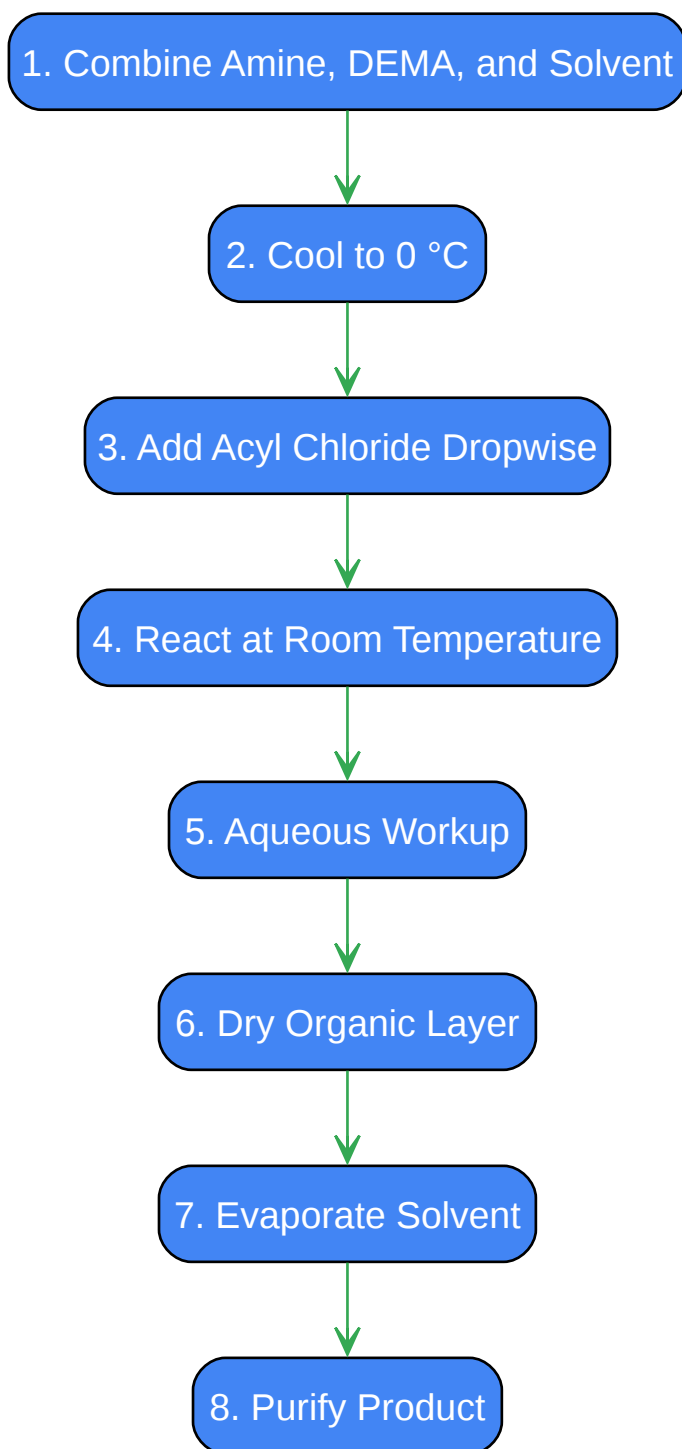 1. Combine Amine, DEMA, and Solvent
2. Cool to 0 °C
3. Add Acyl Chloride Dropwise
4. React at Room Temperature
5. Aqueous Workup
6. Dry Organic Layer
7. Evaporate Solvent
8. Purify Product